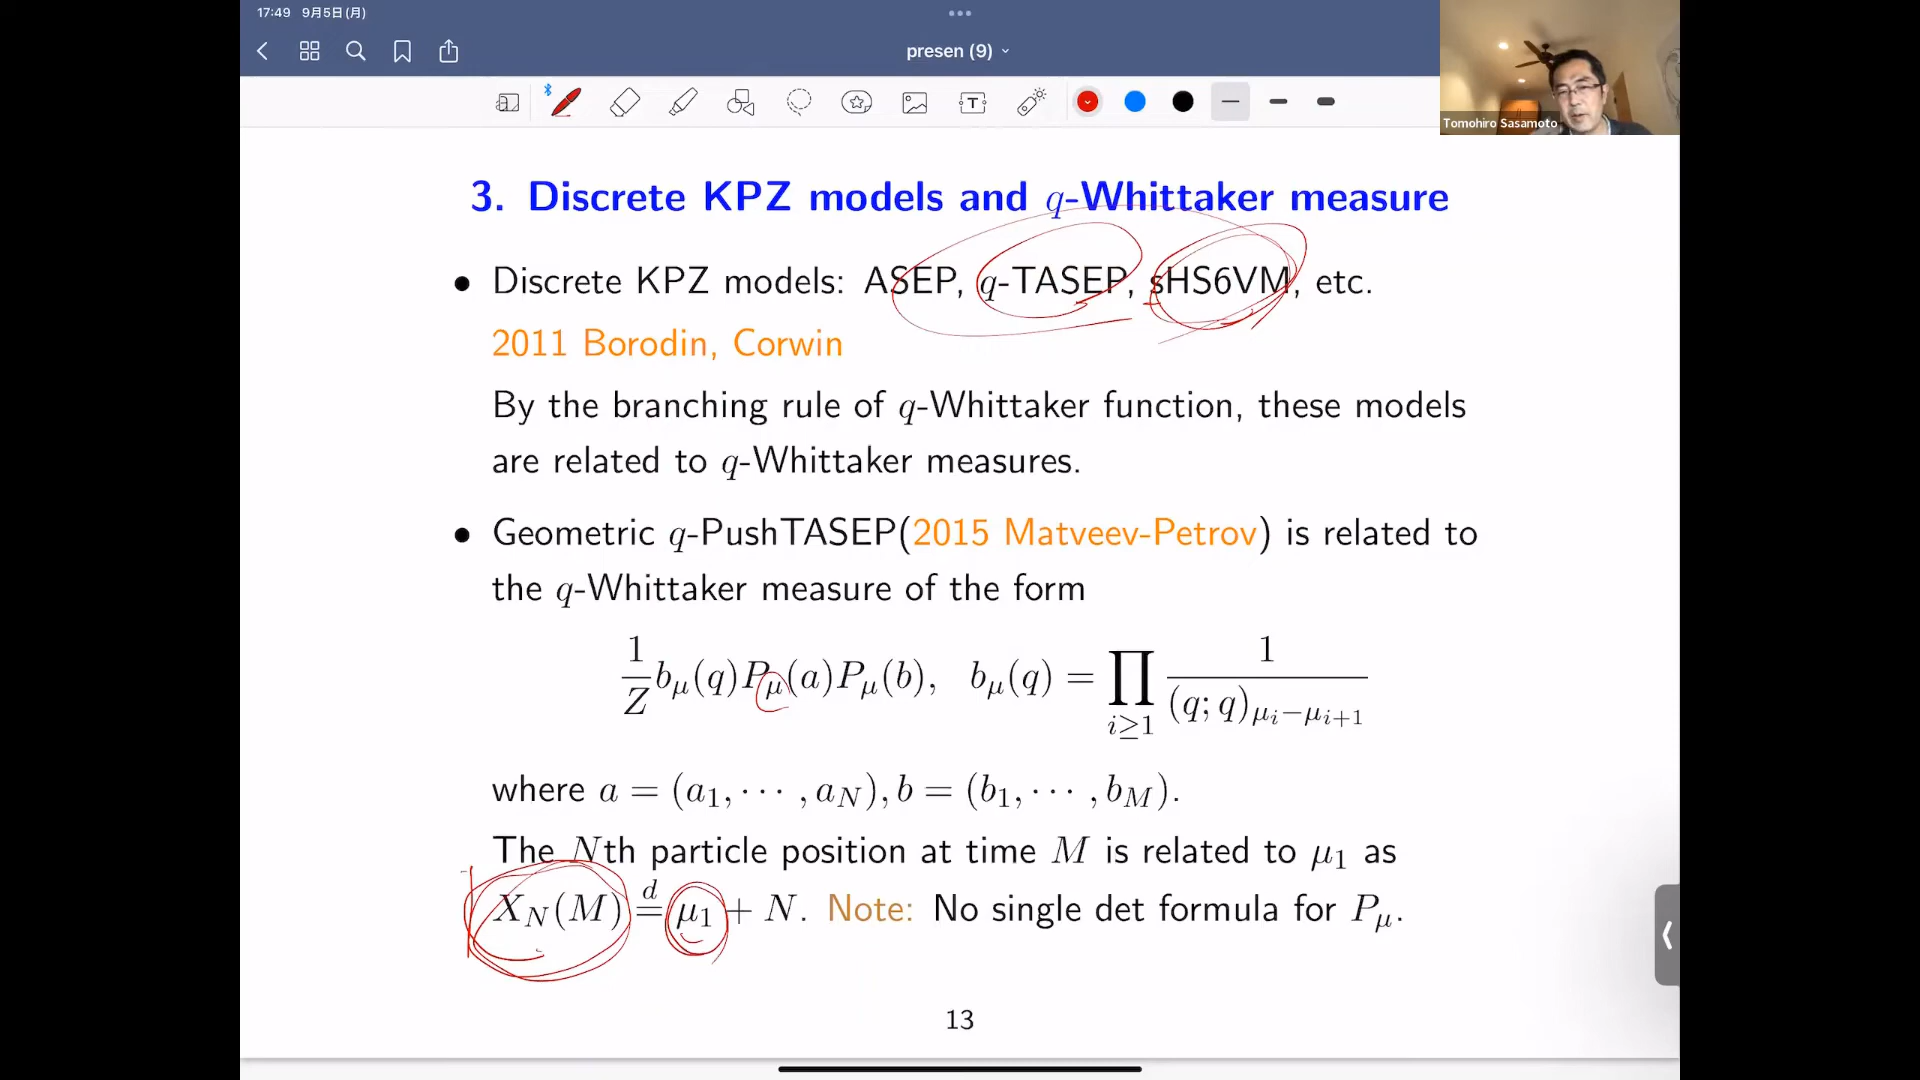 17:49 9月5日(月)
presen (9)
Tomohiro Sasamoto
3. Discrete KPZ models and q-Whittaker measure
• Discrete KPZ models: ASEP, q-TASEP, sHS6VM, etc.
2011 Borodin, Corwin
By the branching rule of q-Whittaker function, these models
are related to q-Whittaker measures.
• Geometric q-PushTASEP(2015 Matveev-Petrov) is related to
the q-Whittaker measure of the form
1/Z b_μ(q)P_μ(a)P_μ(b), b_μ(q) = ∏_{i≥1} 1/(q;q)_{μ_i−μ_{i+1}}
where a = (a_1, ⋯ , a_N), b = (b_1, ⋯ , b_M).
The Nth particle position at time M is related to μ_1 as
X_N(M) =^d μ_1 + N. Note: No single det formula for P_μ.
13